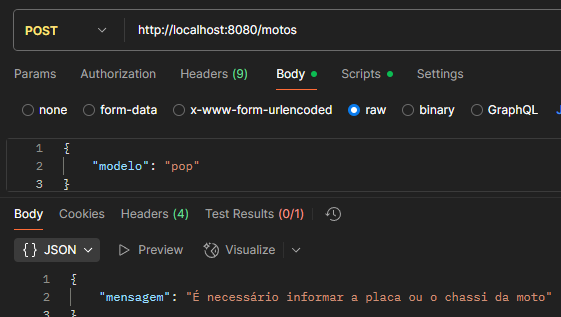 POST http://localhost:8080/motos
Params Authorization Headers (9) Body Scripts Settings
none form-data x-www-form-urlencoded raw binary GraphQL
1 {
2 "modelo": "pop"
3 }
Body Cookies Headers (4) Test Results (0/1)
{ } JSON Preview Visualize
1 {
2 "mensagem": "É necessário informar a placa ou o chassi da moto"
3 }